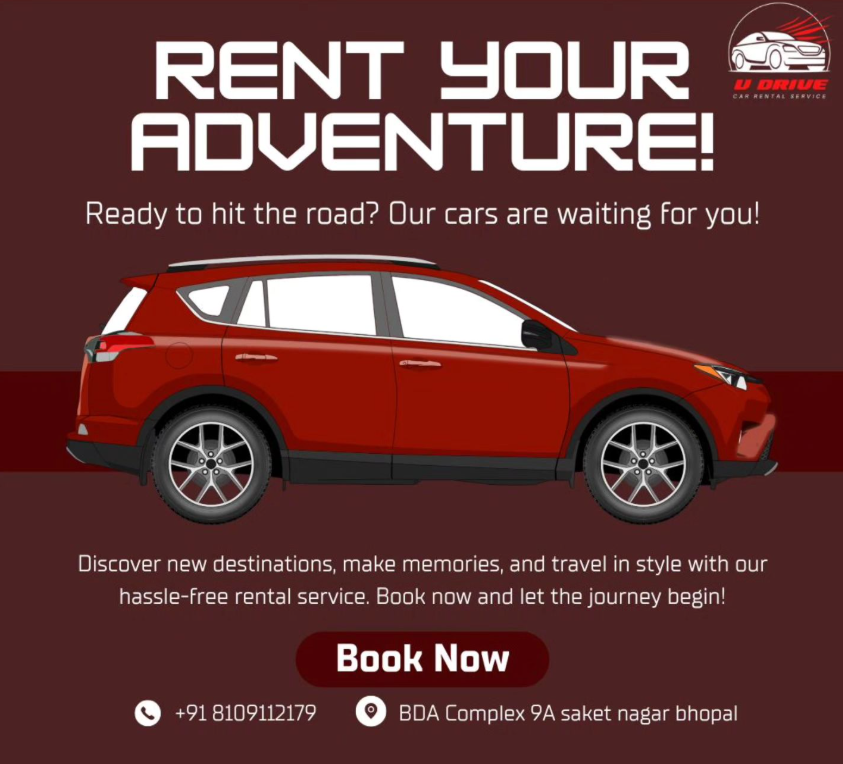 U DRIVE
CAR RENTAL SERVICE
RENT YOUR
ADVENTURE!
Ready to hit the road? Our cars are waiting for you!
Discover new destinations, make memories, and travel in style with our
hassle-free rental service. Book now and let the journey begin!
Book Now
+91 8109112179
BDA Complex 9A saket nagar bhopal